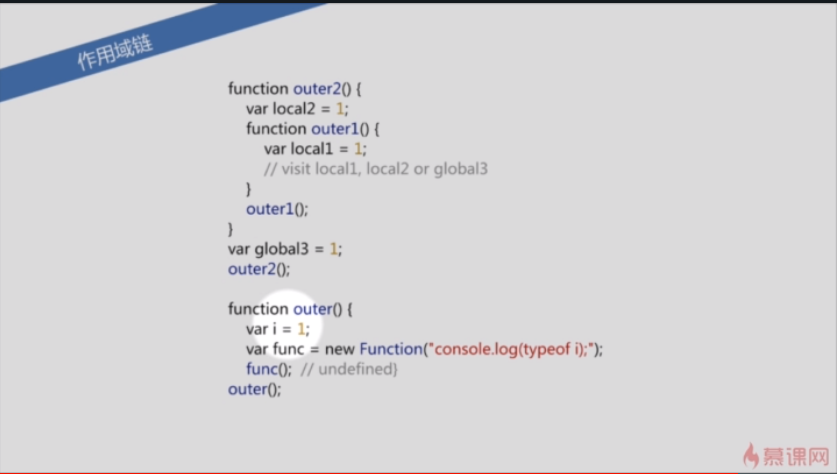 作用域链
function outer2() {
var local2 = 1;
function outer1() {
var local1 = 1;
// visit local1, local2 or global3
}
outer1();
}
var global3 = 1;
outer2();
function outer() {
var i = 1;
var func = new Function("console.log(typeof i);");
func(); // undefined}
outer();
慕课网